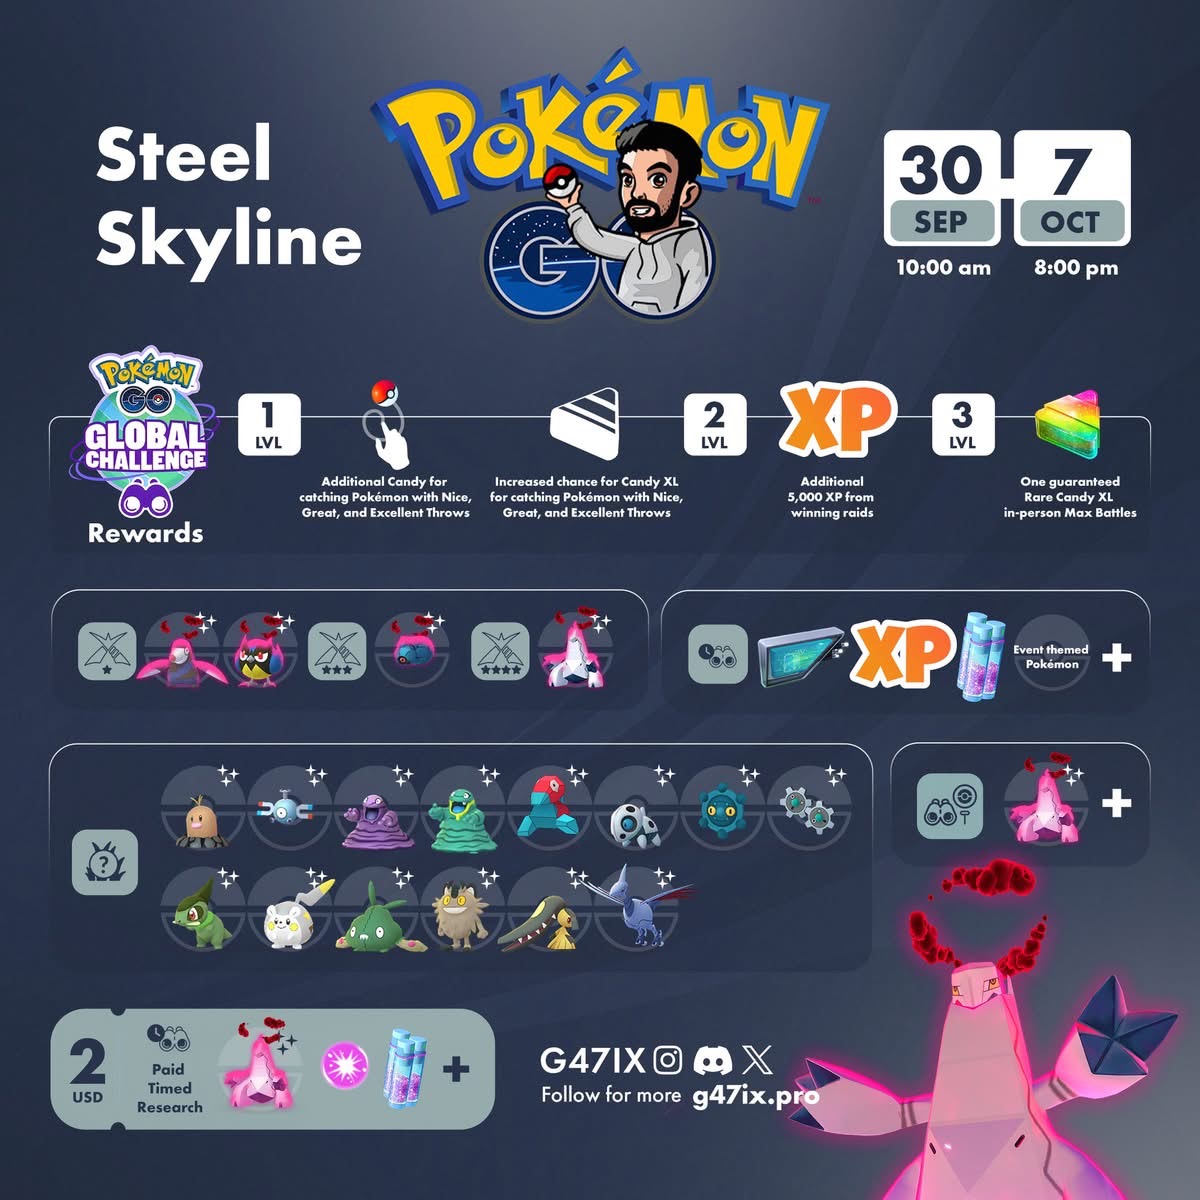 Steel
Skyline
POKÉMON
GO
TM
30
SEP
10:00 am
7
OCT
8:00 pm
POKÉMON
GO
GLOBAL
CHALLENGE
Rewards
1
LVL
Additional Candy for
catching Pokémon with Nice,
Great, and Excellent Throws
Increased chance for Candy XL
for catching Pokémon with Nice,
Great, and Excellent Throws
2
LVL
XP
Additional
5,000 XP from
winning raids
3
LVL
One guaranteed
Rare Candy XL
in-person Max Battles
XP
Event themed
Pokémon
+
?
+
2
USD
Paid
Timed
Research
+
G47IX
Follow for more g47ix.pro